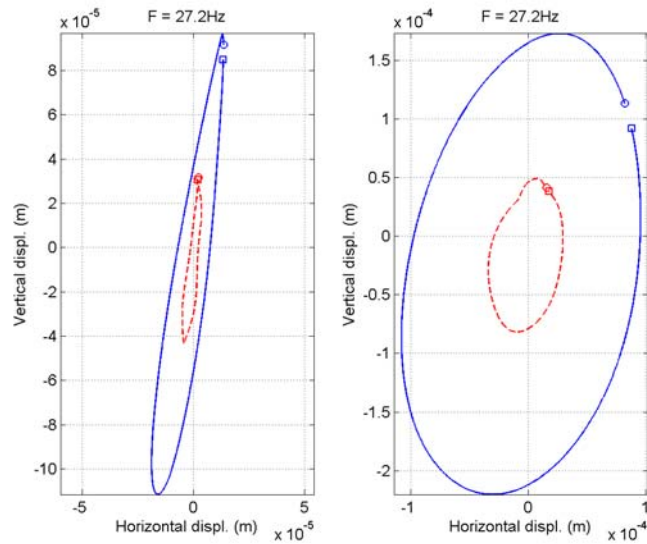 x 10⁻⁵ F = 27.2Hz
8
6
4
2
0
-2
-4
-6
-8
-10
Vertical displ. (m)
-5 0 5
Horizontal displ. (m) x 10⁻⁵
x 10⁻⁴ F = 27.2Hz
1.5
1
0.5
0
-0.5
-1
-1.5
-2
Vertical displ. (m)
-1 0 1
Horizontal displ. (m) x 10⁻⁴